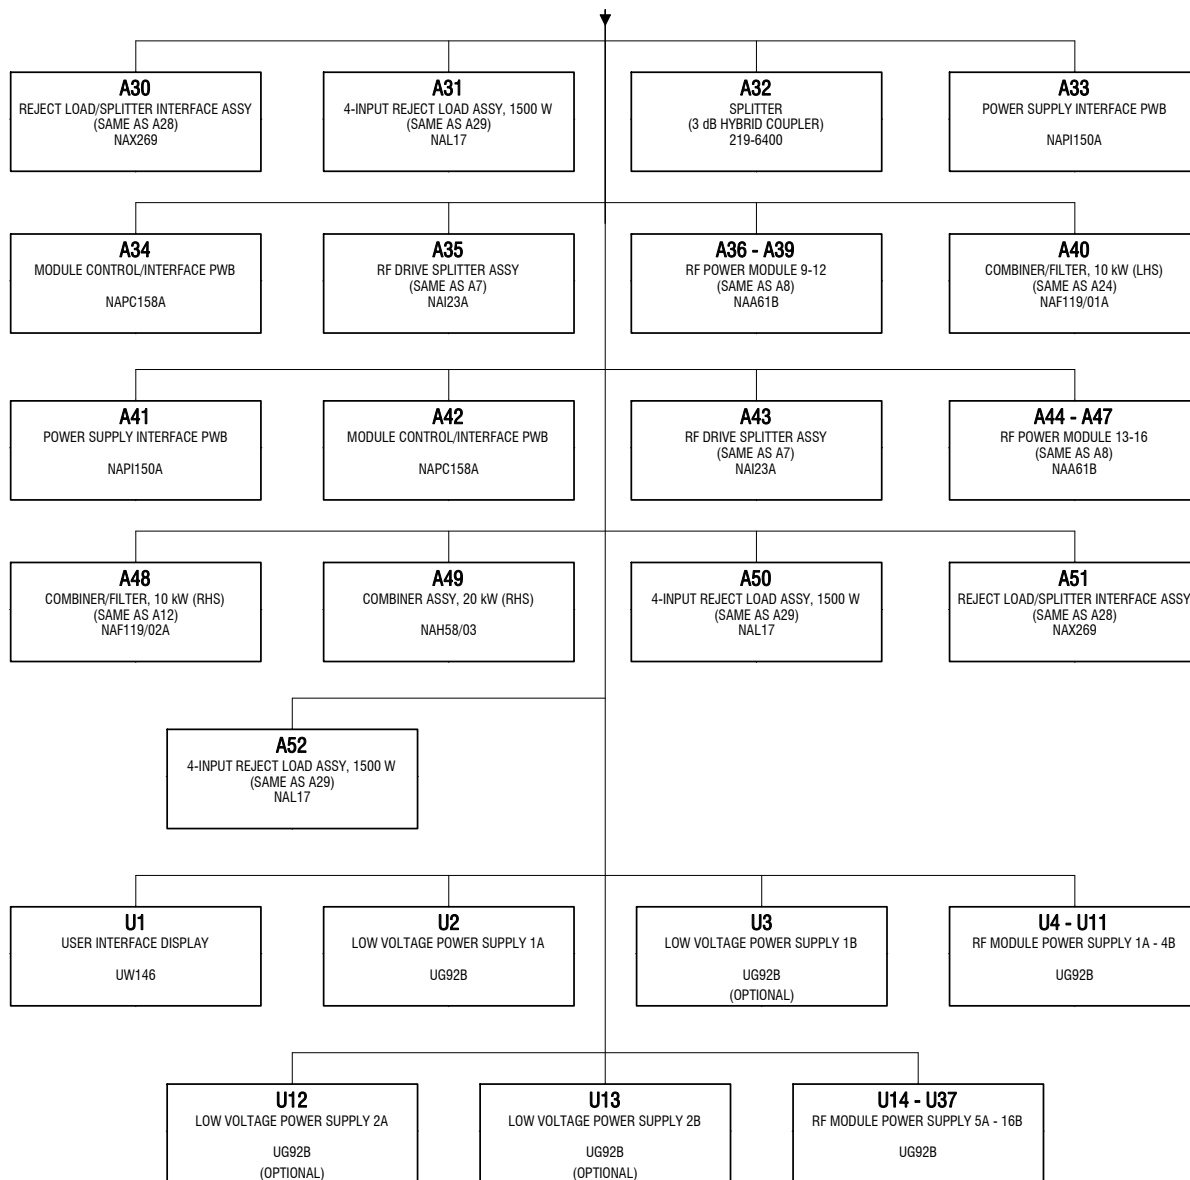 A30
REJECT LOAD/SPLITTER INTERFACE ASSY
(SAME AS A28)
NAX269
A31
4-INPUT REJECT LOAD ASSY, 1500 W
(SAME AS A29)
NAL17
A32
SPLITTER
(3 dB HYBRID COUPLER)
219-6400
A33
POWER SUPPLY INTERFACE PWB
NAPI150A
A34
MODULE CONTROL/INTERFACE PWB
NAPC158A
A35
RF DRIVE SPLITTER ASSY
(SAME AS A7)
NAI23A
A36 - A39
RF POWER MODULE 9-12
(SAME AS A8)
NAA61B
A40
COMBINER/FILTER, 10 kW (LHS)
(SAME AS A24)
NAF119/01A
A41
POWER SUPPLY INTERFACE PWB
NAPI150A
A42
MODULE CONTROL/INTERFACE PWB
NAPC158A
A43
RF DRIVE SPLITTER ASSY
(SAME AS A7)
NAI23A
A44 - A47
RF POWER MODULE 13-16
(SAME AS A8)
NAA61B
A48
COMBINER/FILTER, 10 kW (RHS)
(SAME AS A12)
NAF119/02A
A49
COMBINER ASSY, 20 kW (RHS)
NAH58/03
A50
4-INPUT REJECT LOAD ASSY, 1500 W
(SAME AS A29)
NAL17
A51
REJECT LOAD/SPLITTER INTERFACE ASSY
(SAME AS A28)
NAX269
A52
4-INPUT REJECT LOAD ASSY, 1500 W
(SAME AS A29)
NAL17
U1
USER INTERFACE DISPLAY
UW146
U2
LOW VOLTAGE POWER SUPPLY 1A
UG92B
U3
LOW VOLTAGE POWER SUPPLY 1B
UG92B
(OPTIONAL)
U4 - U11
RF MODULE POWER SUPPLY 1A - 4B
UG92B
U12
LOW VOLTAGE POWER SUPPLY 2A
UG92B
(OPTIONAL)
U13
LOW VOLTAGE POWER SUPPLY 2B
UG92B
(OPTIONAL)
U14 - U37
RF MODULE POWER SUPPLY 5A - 16B
UG92B